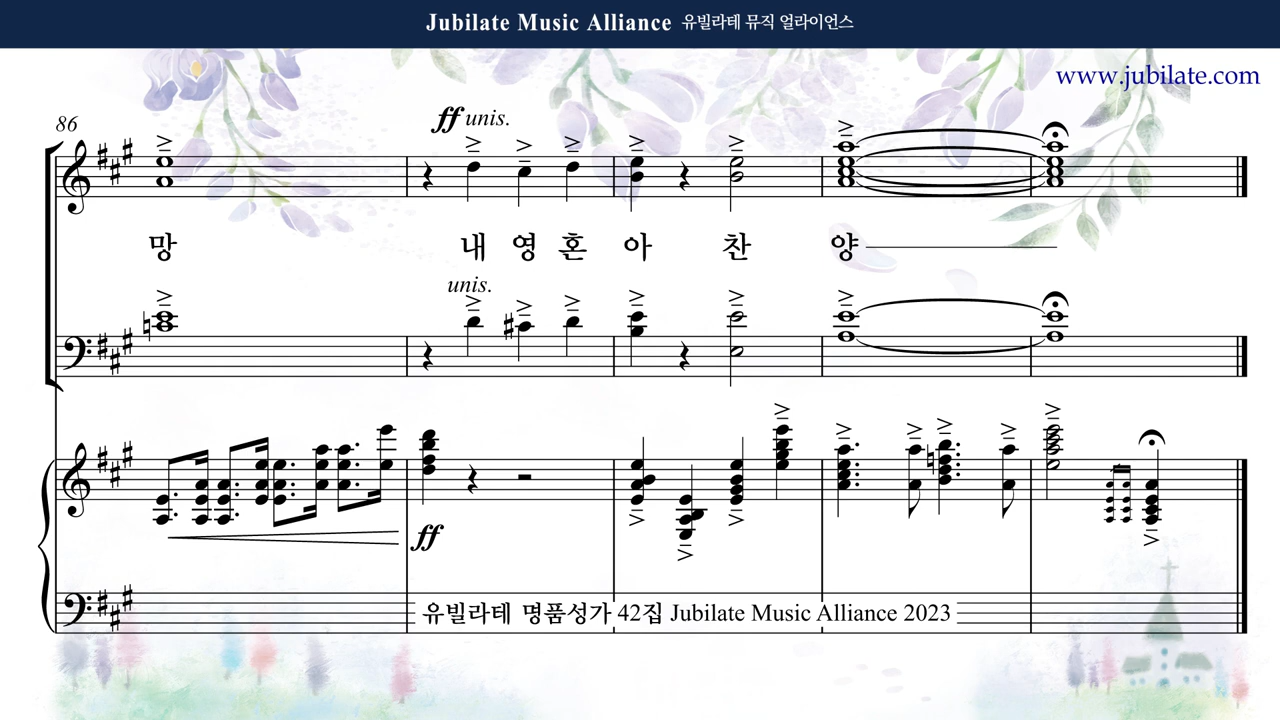 Jubilate Music Alliance 유빌라테 뮤직 얼라이언스
www.jubilate.com
86
ff unis.
망 내 영 혼 아 찬 양
unis.
ff
유빌라테 명품성가 42집 Jubilate Music Alliance 2023